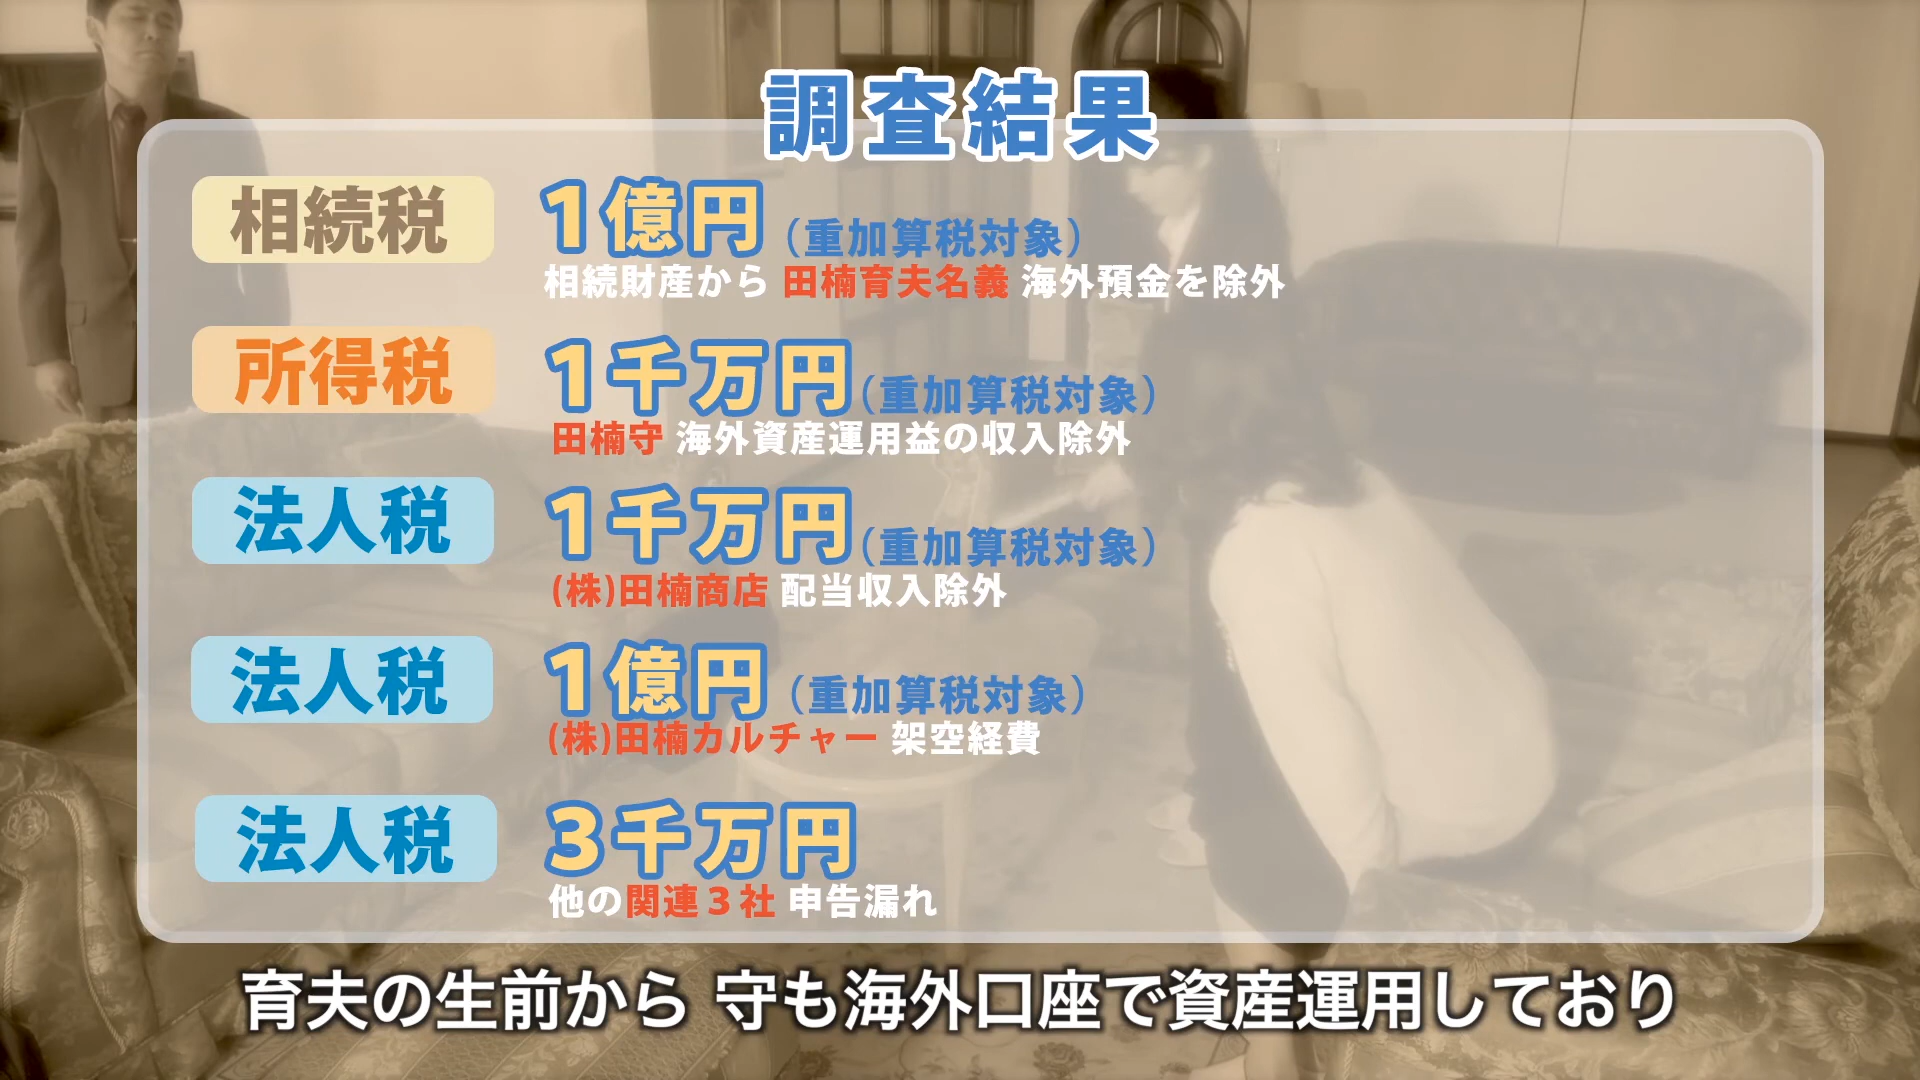 調査結果
相続税 1億円（重加算税対象）
相続財産から 田楠育夫名義 海外預金を除外
所得税 1千万円（重加算税対象）
田楠守 海外資産運用益の収入除外
法人税 1千万円（重加算税対象）
(株)田楠商店 配当収入除外
法人税 1億円（重加算税対象）
(株)田楠カルチャー 架空経費
法人税 3千万円
他の関連３社 申告漏れ
育夫の生前から 守も海外口座で資産運用しており